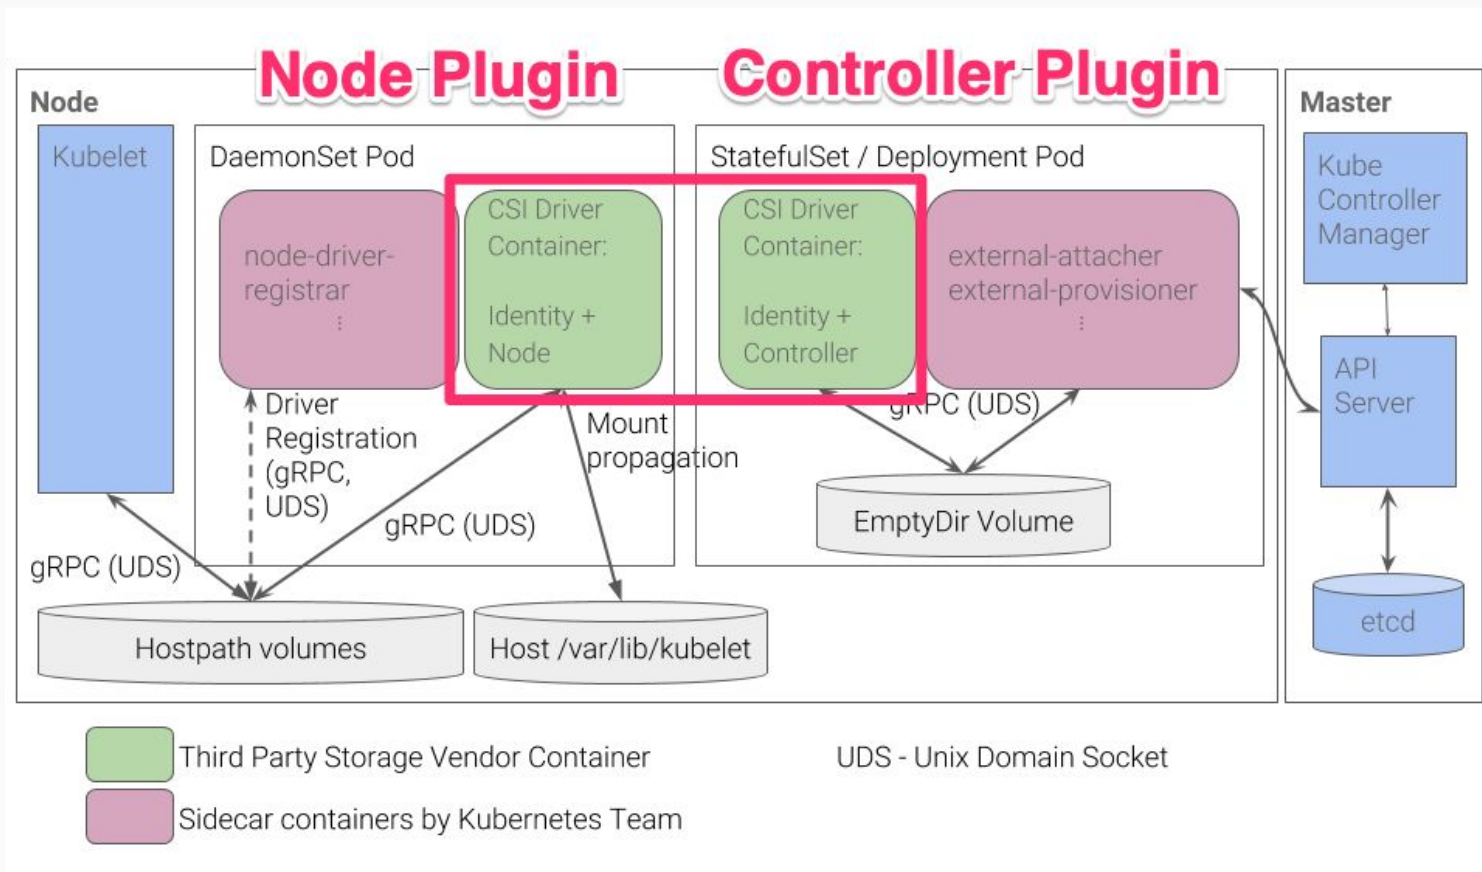 Node Plugin
Controller Plugin
Node
Kubelet
DaemonSet Pod
node-driver-
registrar
⋮
CSI Driver
Container:
Identity +
Node
StatefulSet / Deployment Pod
CSI Driver
Container:
Identity +
Controller
external-attacher
external-provisioner
⋮
Master
Kube
Controller
Manager
API
Server
etcd
Driver
Registration
(gRPC,
UDS)
gRPC (UDS)
gRPC (UDS)
Mount
propagation
gRPC (UDS)
EmptyDir Volume
Hostpath volumes
Host /var/lib/kubelet
Third Party Storage Vendor Container
UDS - Unix Domain Socket
Sidecar containers by Kubernetes Team